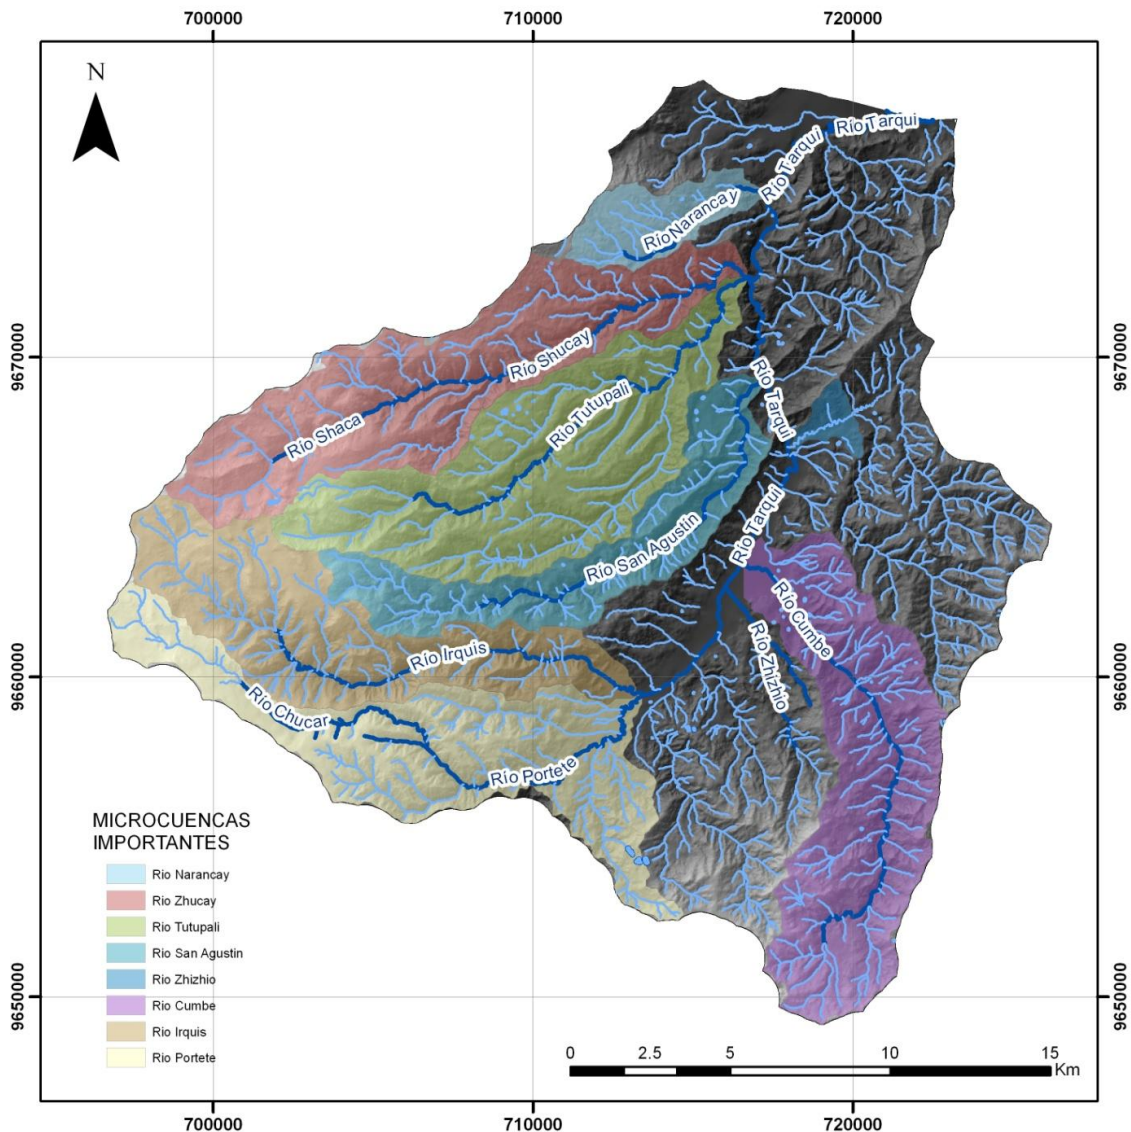 700000
710000
720000
N
Río Tarqui
Río Tarqui
Río Narancay
9670000
9670000
Río Shucay
Río Tarqui
Río Tutupali
Río Shaca
Río Tarqui
Río San Agustin
Río Cumbe
Río Irquis
Río Zhizhio
9660000
9660000
Río Chucar
Río Portete
MICROCUENCAS
IMPORTANTES
Rio Narancay
Rio Zhucay
Rio Tutupali
Rio San Agustin
Rio Zhizhio
Rio Cumbe
Rio Irquis
Rio Portete
9650000
9650000
0 2.5 5 10 15
Km
700000
710000
720000